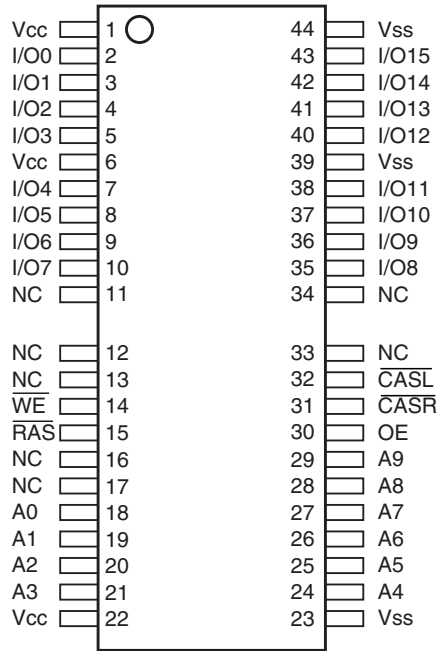 Vcc 1 44 Vss
I/O0 2 43 I/O15
I/O1 3 42 I/O14
I/O2 4 41 I/O13
I/O3 5 40 I/O12
Vcc 6 39 Vss
I/O4 7 38 I/O11
I/O5 8 37 I/O10
I/O6 9 36 I/O9
I/O7 10 35 I/O8
NC 11 34 NC
NC 12 33 NC
NC 13 32 C̅A̅S̅L̅
W̅E̅ 14 31 C̅A̅S̅R̅
R̅A̅S̅ 15 30 OE
NC 16 29 A9
NC 17 28 A8
A0 18 27 A7
A1 19 26 A6
A2 20 25 A5
A3 21 24 A4
Vcc 22 23 Vss